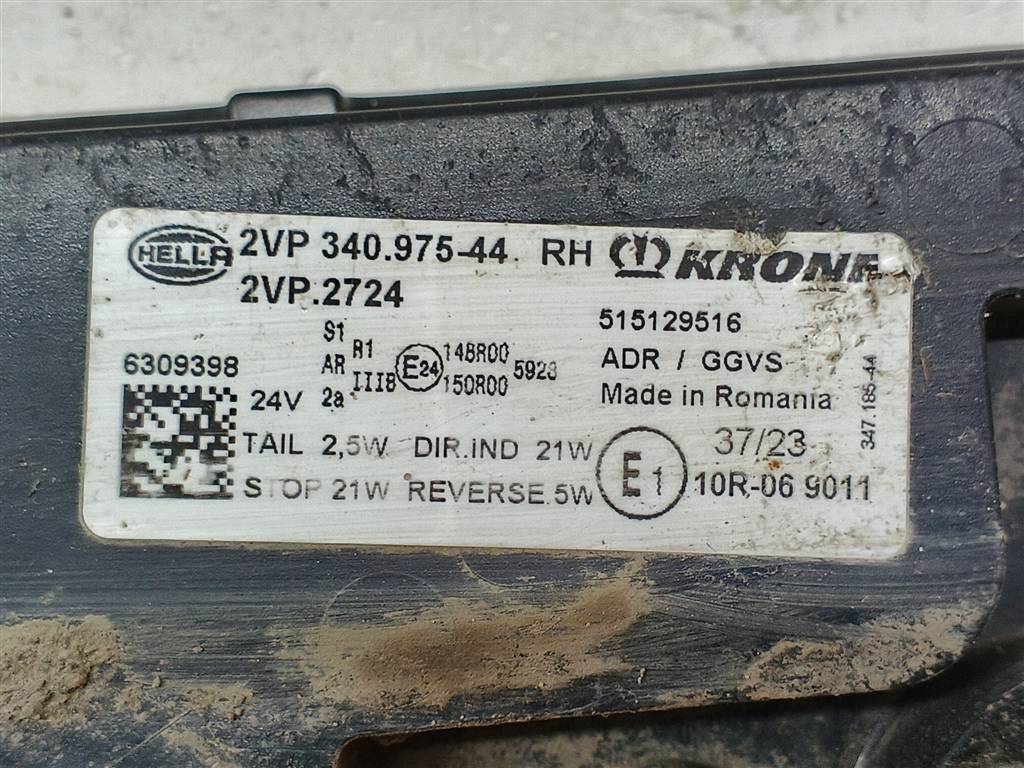 HELLA 2VP 340.975-44 RH KRONE
2VP.2724
515129516
S1
AR R1 E24 148R00 5923
IIIB 150R00
2a
6309398
ADR / GGVS
24V
Made in Romania
347.185-44
TAIL 2,5W DIR.IND 21W
37/23
STOP 21W REVERSE 5W
E1 10R-06 9011